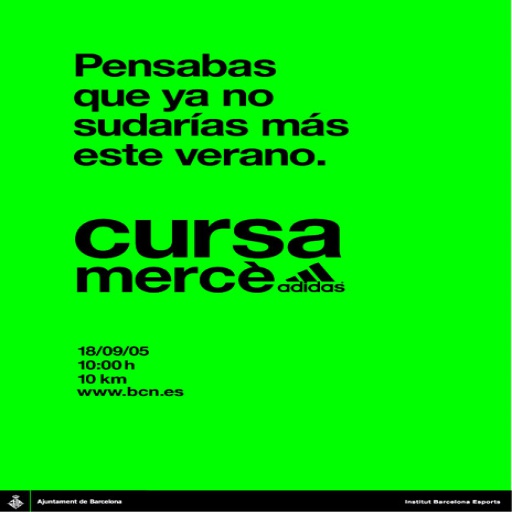 Pensabas
que ya no
sudarías más
este verano.
cursa
mercè adidas
18/09/05
10:00 h
10 km
www.bcn.es
Ajuntament de Barcelona
Institut Barcelona Esports